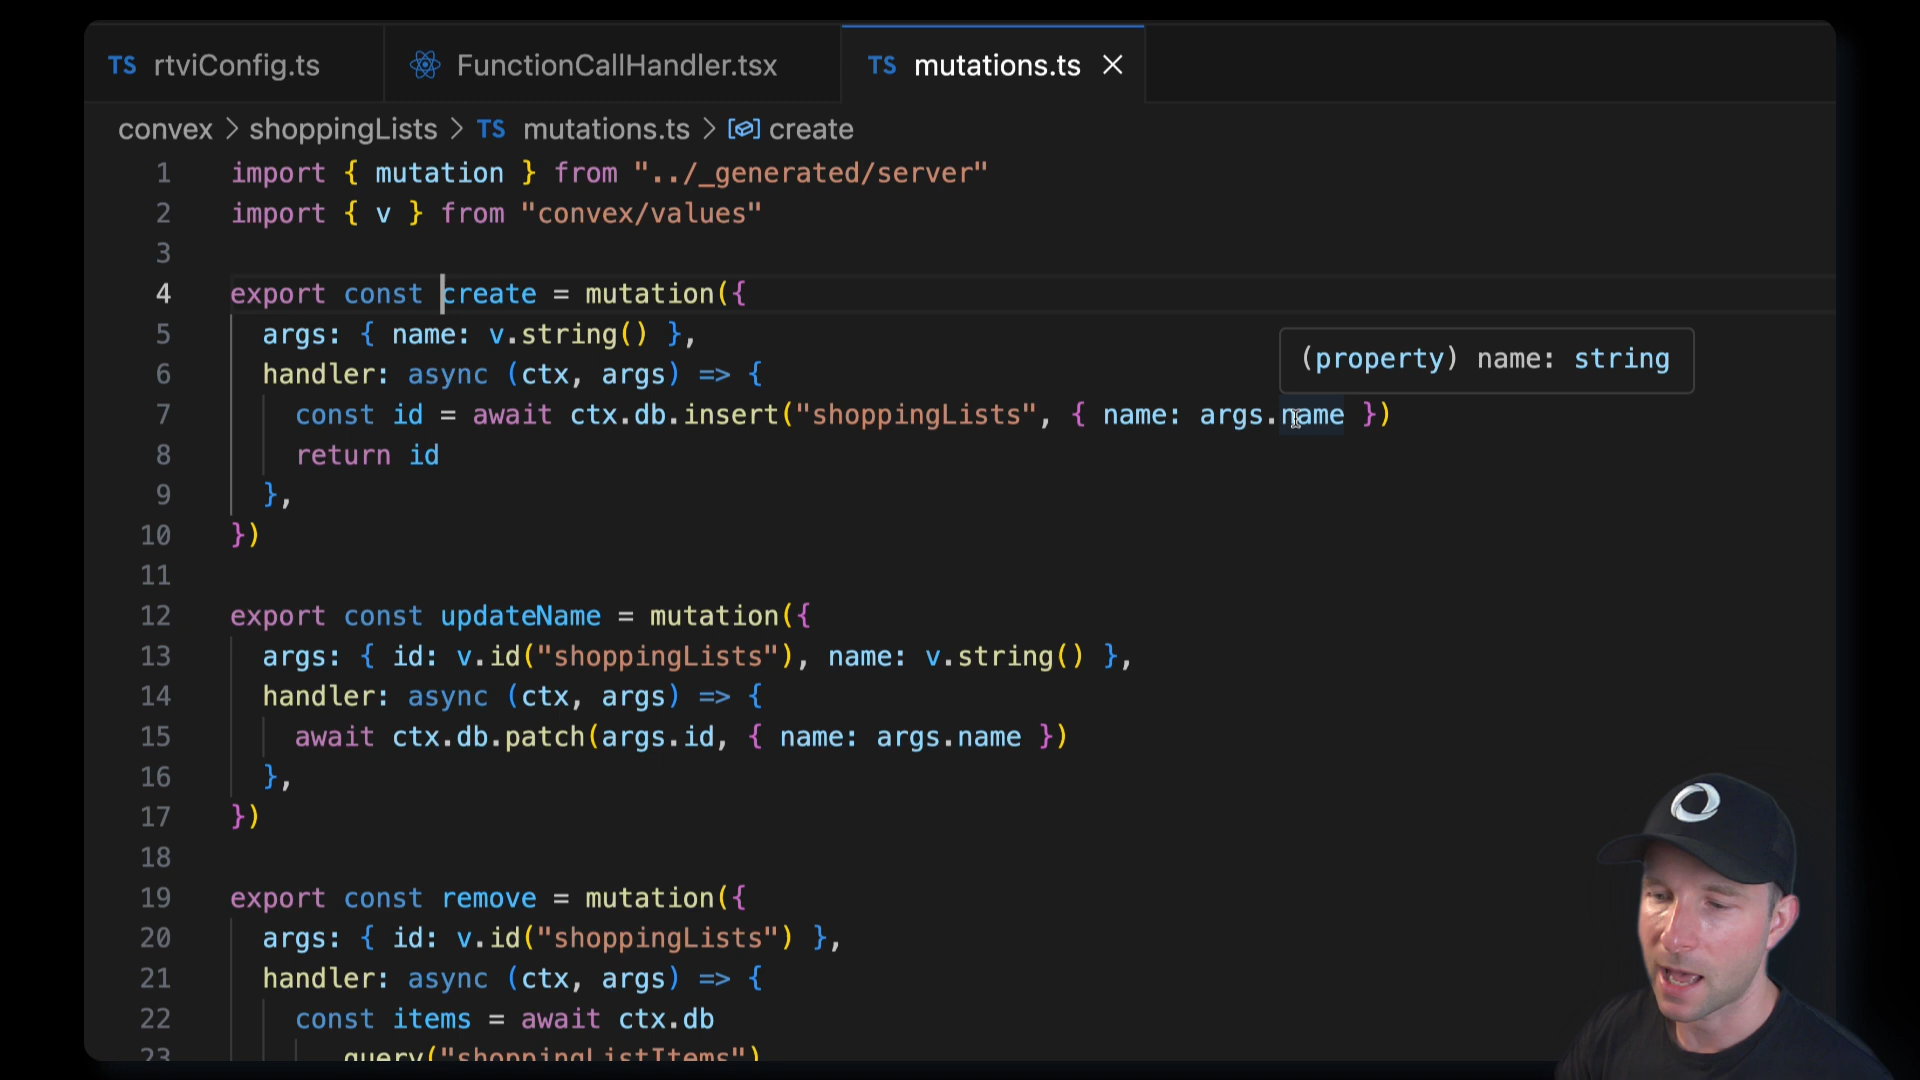 TS rtviConfig.ts
FunctionCallHandler.tsx
TS mutations.ts
convex > shoppingLists > TS mutations.ts > create
1 import { mutation } from "../_generated/server"
2 import { v } from "convex/values"
3
4 export const create = mutation({
5 args: { name: v.string() },
6 handler: async (ctx, args) => {
(property) name: string
7 const id = await ctx.db.insert("shoppingLists", { name: args.name })
8 return id
9 },
10 })
11
12 export const updateName = mutation({
13 args: { id: v.id("shoppingLists"), name: v.string() },
14 handler: async (ctx, args) => {
15 await ctx.db.patch(args.id, { name: args.name })
16 },
17 })
18
19 export const remove = mutation({
20 args: { id: v.id("shoppingLists") },
21 handler: async (ctx, args) => {
22 const items = await ctx.db
23 query("shoppingListItems")